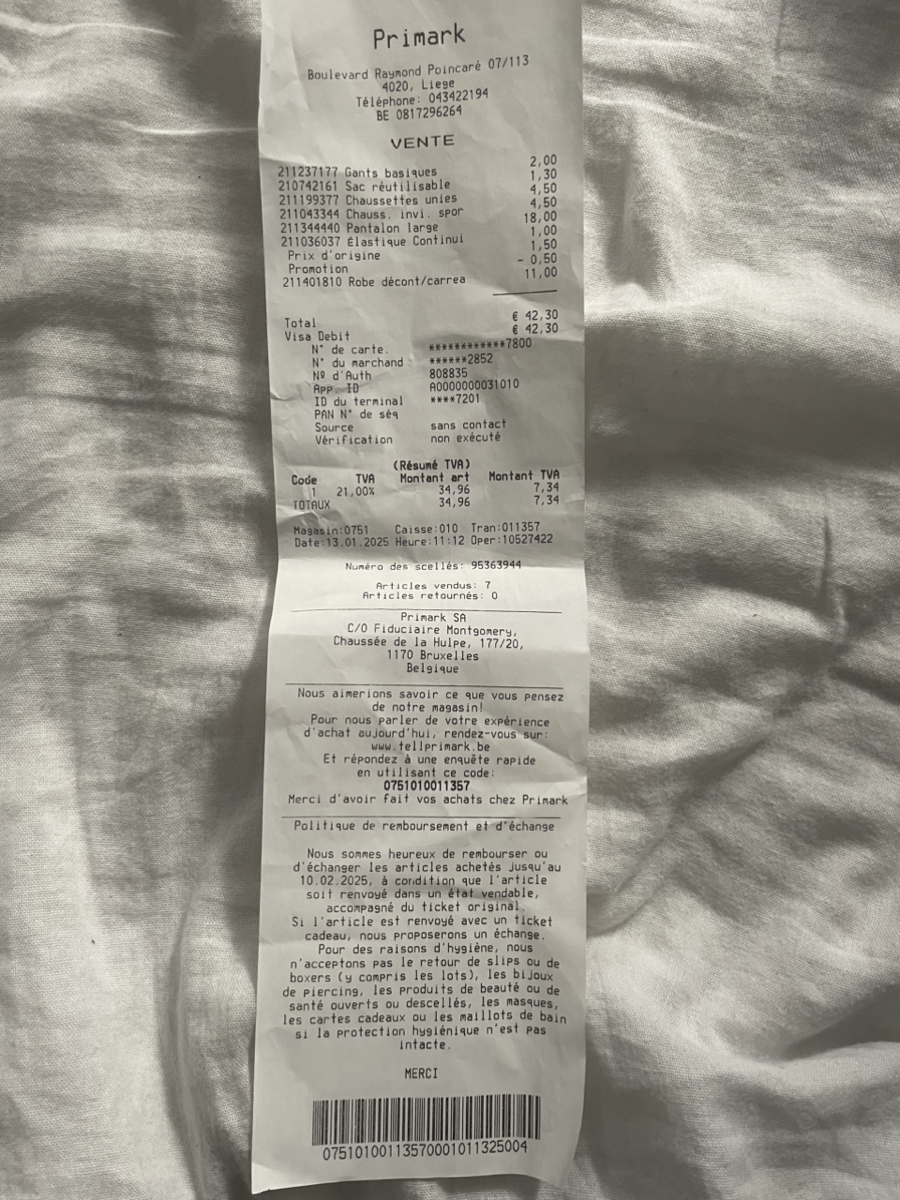 Primark
Boulevard Raymond Poincaré 07/113
4020, Liege
Téléphone: 043422194
BE 0817296264
VENTE
211237177 Gants basiques 2,00
210742161 Sac réutilisable 1,30
211199377 Chaussettes unies 4,50
211043344 Chauss. invi. spor 4,50
211344440 Pantalon large 18,00
211036037 Élastique Continui 1,00
Prix d'origine 1,50
Promotion - 0,50
211401810 Robe décont/carrea 11,00
Total € 42,30
Visa Debit € 42,30
N° de carte. ************7800
N° du marchand ******2852
Nº d'Auth 808835
App. ID A0000000031010
ID du terminal ****7201
PAN N° de séq
Source sans contact
Vérification non exécuté
(Résumé TVA)
Code TVA Montant art Montant TVA
1 21,00% 34,96 7,34
TOTAUX 34,96 7,34
Magasin:0751 Caisse:010 Tran:011357
Date:13.01.2025 Heure:11:12 Oper:10527422
Numéro des scellés: 95363944
Articles vendus: 7
Articles retournés: 0
Primark SA
C/O Fiduciaire Montgomery,
Chaussée de la Hulpe, 177/20,
1170 Bruxelles
Belgique
Nous aimerions savoir ce que vous pensez
de notre magasin!
Pour nous parler de votre expérience
d'achat aujourd'hui, rendez-vous sur:
www.tellprimark.be
Et répondez à une enquête rapide
en utilisant ce code:
0751010011357
Merci d'avoir fait vos achats chez Primark
Politique de remboursement et d'échange
Nous sommes heureux de rembourser ou
d'échanger les articles achetés jusqu'au
10.02.2025, à condition que l'article
soit renvoyé dans un état vendable,
accompagné du ticket original.
Si l'article est renvoyé avec un ticket
cadeau, nous proposerons un échange.
Pour des raisons d'hygiène, nous
n'acceptons pas le retour de slips ou de
boxers (y compris les lots), les bijoux
de piercing, les produits de beauté ou de
santé ouverts ou descellés, les masques,
les cartes cadeaux ou les maillots de bain
si la protection hygiénique n'est pas
intacte.
MERCI
07510100113570001011325004